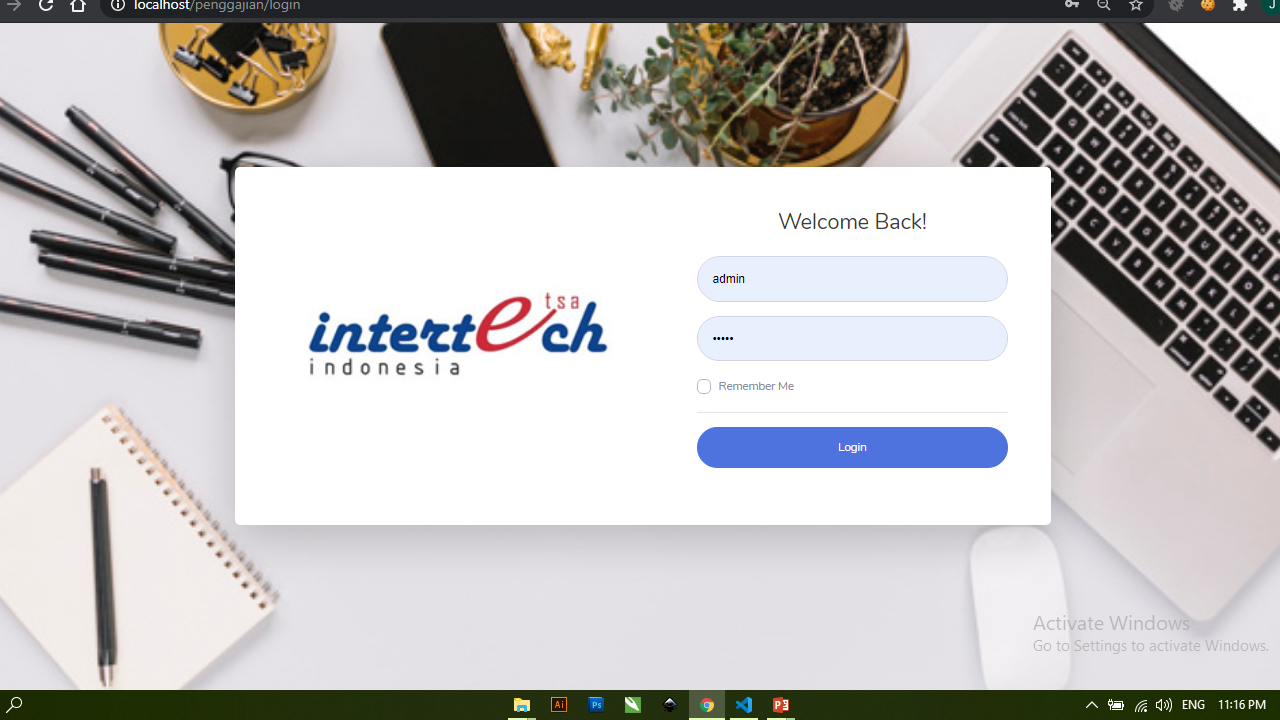 localhost/penggajian/login
J
Welcome Back!
admin
•••••
tsa
intertech
indonesia
Remember Me
Login
Activate Windows
Go to Settings to activate Windows.
Ai
Ps
ENG
11:16 PM